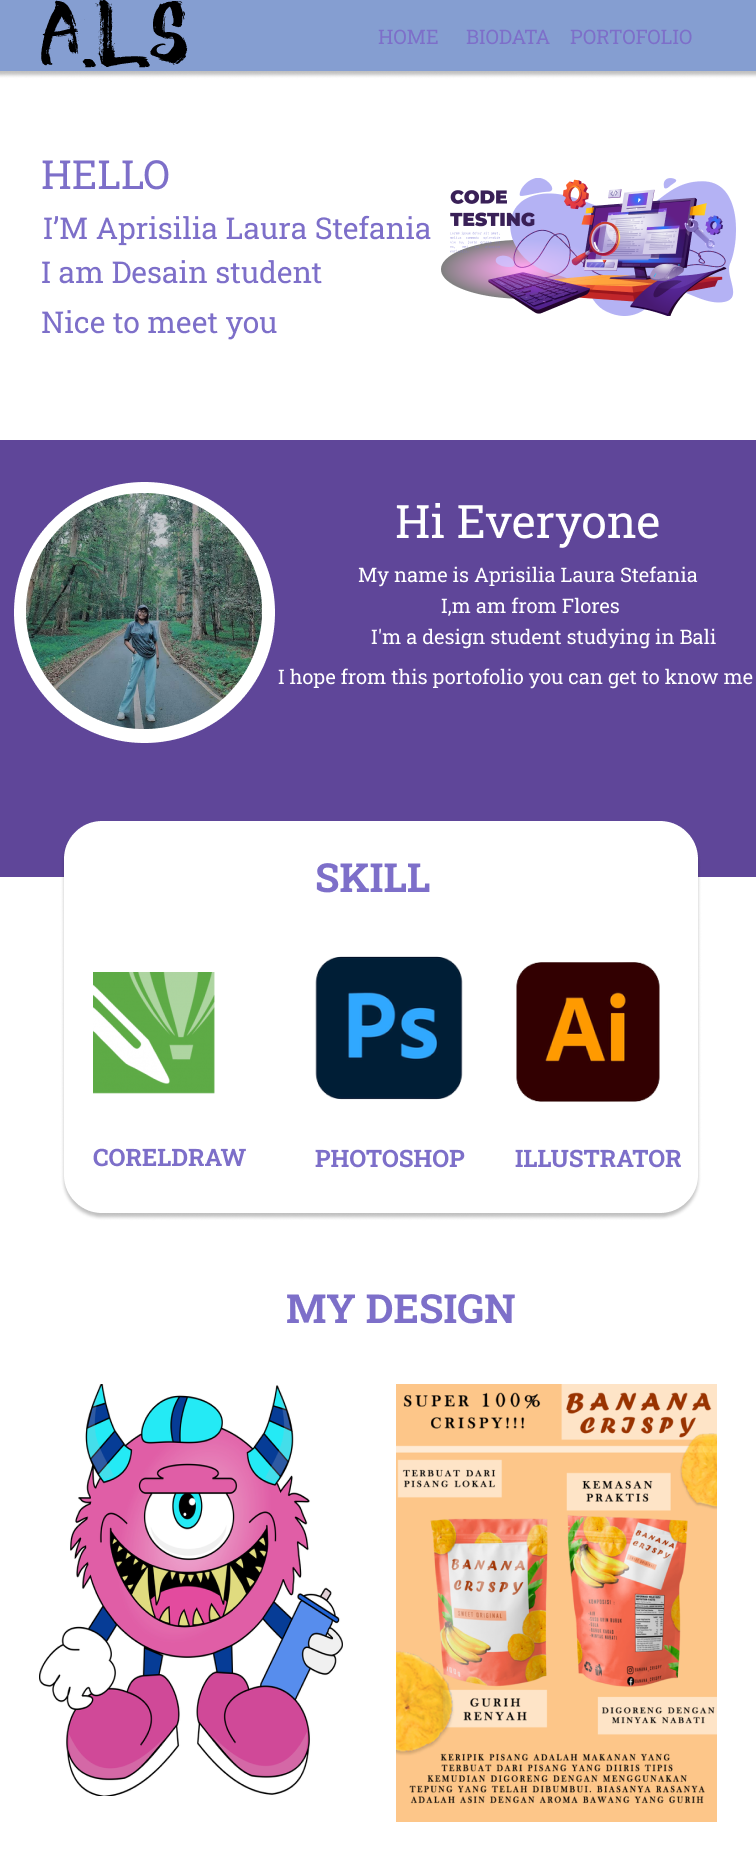 A.LS
HOME BIODATA PORTOFOLIO
HELLO
I'M Aprisilia Laura Stefania
I am Desain student
Nice to meet you
CODE
TESTING
Hi Everyone
My name is Aprisilia Laura Stefania
I,m am from Flores
I'm a design student studying in Bali
I hope from this portofolio you can get to know me
SKILL
Ps
Ai
CORELDRAW
PHOTOSHOP
ILLUSTRATOR
MY DESIGN
SUPER 100%
CRISPY!!!
BANANA
CRISPY
TERBUAT DARI
PISANG LOKAL
KEMASAN
PRAKTIS
BANANA
CRISPY
SWEET ORIGINAL
BANANA
CRISPY
KOMPOSISI
GURIH
RENYAH
DIGORENG DENGAN
MINYAK NABATI
KERIPIK PISANG ADALAH MAKANAN YANG
TERBUAT DARI PISANG YANG DIIRIS TIPIS
KEMUDIAN DIGORENG DENGAN MENGGUNAKAN
TEPUNG YANG TELAH DIBUMBUI. BIASANYA RASANYA
ADALAH ASIN DENGAN AROMA BAWANG YANG GURIH